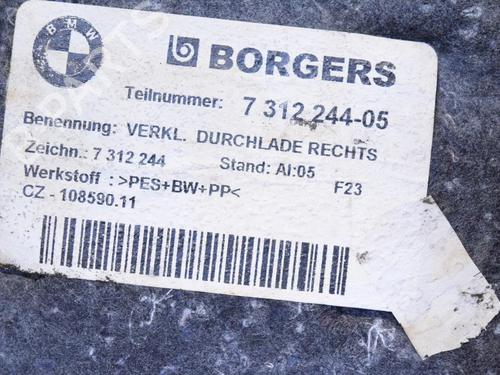 BMW
BORGERS
Teilnummer: 7 312 244-05
Benennung: VERKL. DURCHLADE RECHTS
Zeichn.: 7 312 244 Stand: AI:05
Werkstoff : >PES+BW+PP< F23
CZ - 108590.11